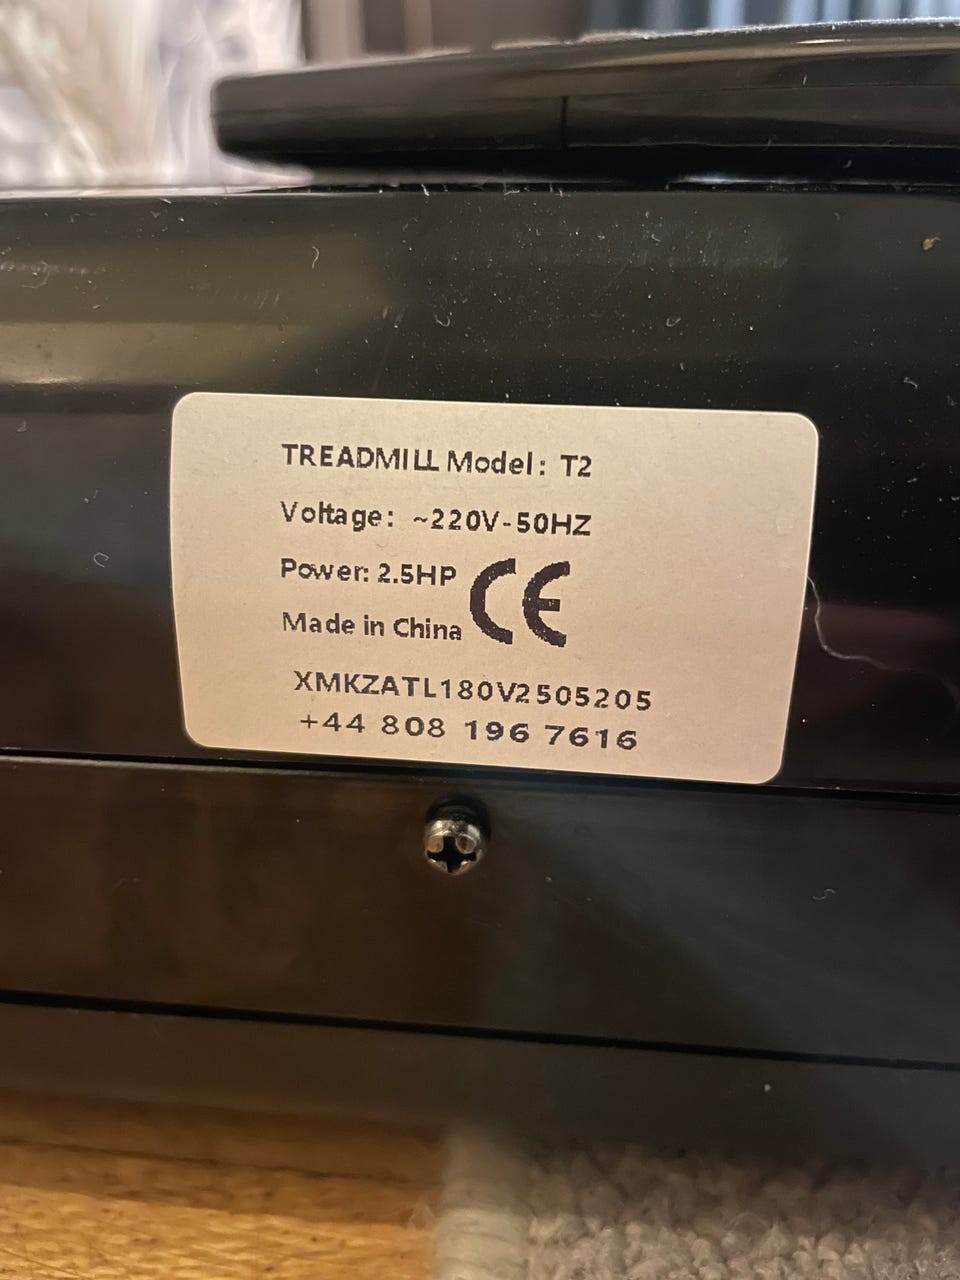 TREADMILL Model: T2
Voltage: ~220V-50HZ
Power: 2.5HP
CE
Made in China
XMKZATL180V2505205
+44 808 196 7616